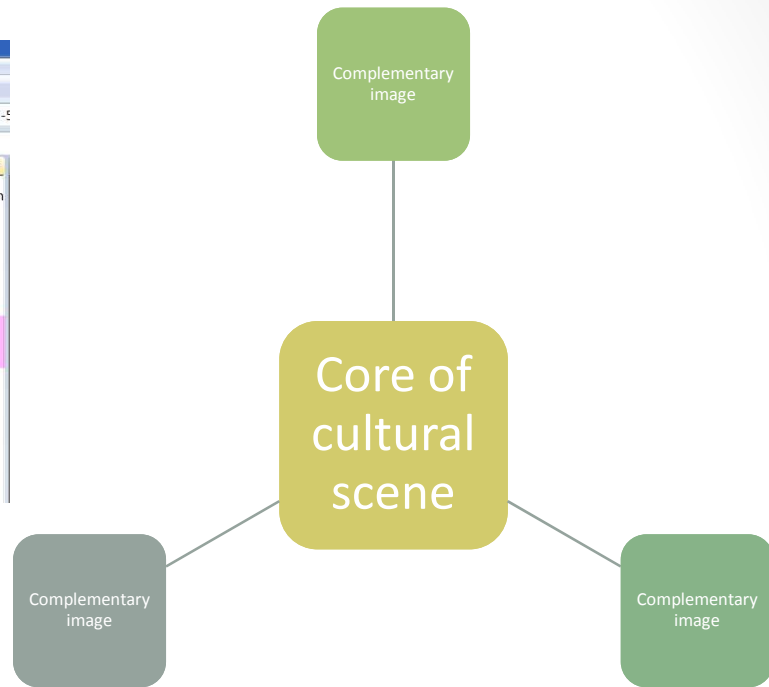 Complementary
image
Core of
cultural
scene
Complementary
image
Complementary
image